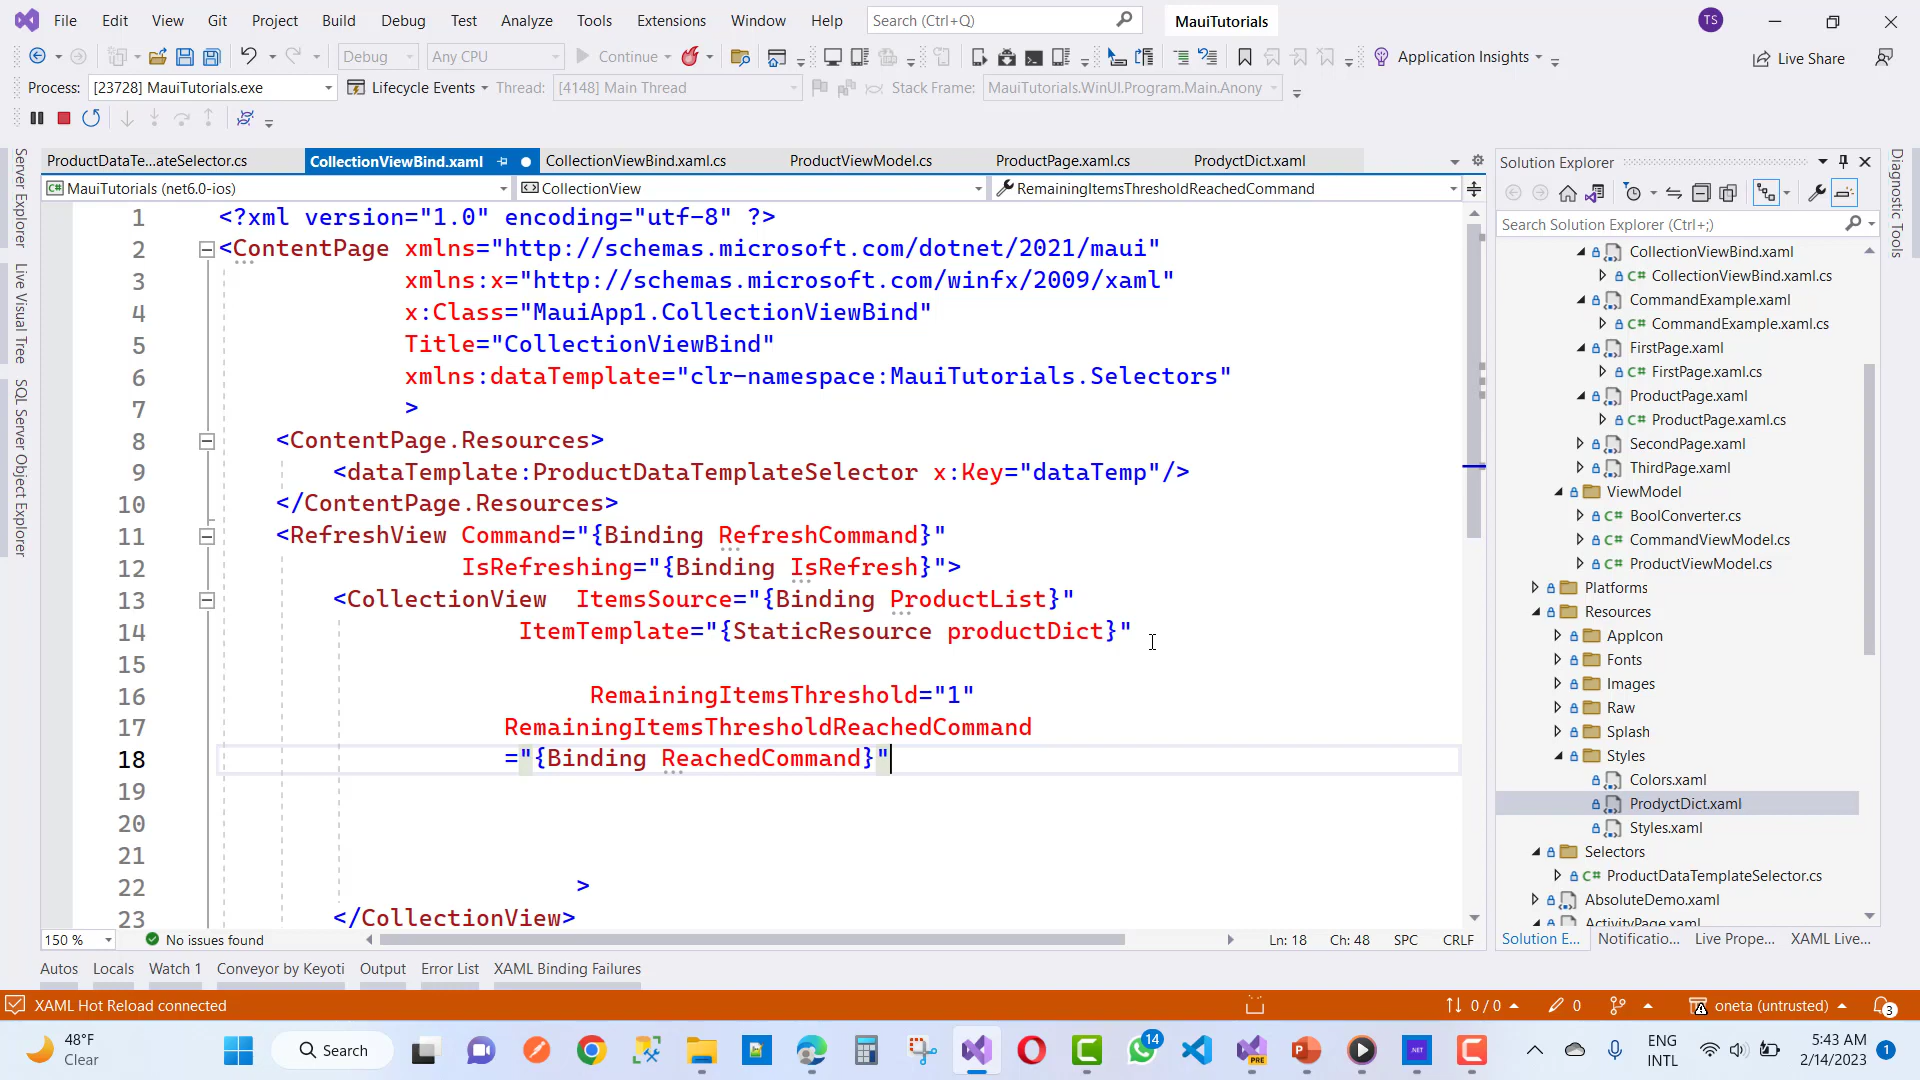 File Edit View Git Project Build Debug Test Analyze Tools Extensions Window Help Search (Ctrl+Q) MauiTutorials TS
Debug Any CPU Continue Application Insights Live Share
Process: [23728] MauiTutorials.exe Lifecycle Events Thread: [4148] Main Thread Stack Frame: MauiTutorials.WinUI.Program.Main.Anony
Server Explorer
Live Visual Tree
SQL Server Object Explorer
ProductDataTe...ateSelector.cs CollectionViewBind.xaml CollectionViewBind.xaml.cs ProductViewModel.cs ProductPage.xaml.cs ProdyctDict.xaml
MauiTutorials (net6.0-ios) CollectionView RemainingItemsThresholdReachedCommand
1 <?xml version="1.0" encoding="utf-8" ?>
2 <ContentPage xmlns="http://schemas.microsoft.com/dotnet/2021/maui"
3 xmlns:x="http://schemas.microsoft.com/winfx/2009/xaml"
4 x:Class="MauiApp1.CollectionViewBind"
5 Title="CollectionViewBind"
6 xmlns:dataTemplate="clr-namespace:MauiTutorials.Selectors"
7 >
8 <ContentPage.Resources>
9 <dataTemplate:ProductDataTemplateSelector x:Key="dataTemp"/>
10 </ContentPage.Resources>
11 <RefreshView Command="{Binding RefreshCommand}"
12 IsRefreshing="{Binding IsRefresh}">
13 <CollectionView ItemsSource="{Binding ProductList}"
14 ItemTemplate="{StaticResource productDict}"
15
16 RemainingItemsThreshold="1"
17 RemainingItemsThresholdReachedCommand
18 ="{Binding ReachedCommand}"
19
20
21
22 >
23 </CollectionView>
150 % No issues found Ln: 18 Ch: 48 SPC CRLF
Solution Explorer
Search Solution Explorer (Ctrl+;)
CollectionViewBind.xaml
C# CollectionViewBind.xaml.cs
CommandExample.xaml
C# CommandExample.xaml.cs
FirstPage.xaml
C# FirstPage.xaml.cs
ProductPage.xaml
C# ProductPage.xaml.cs
SecondPage.xaml
ThirdPage.xaml
ViewModel
C# BoolConverter.cs
C# CommandViewModel.cs
C# ProductViewModel.cs
Platforms
Resources
AppIcon
Fonts
Images
Raw
Splash
Styles
Colors.xaml
ProdyctDict.xaml
Styles.xaml
Selectors
C# ProductDataTemplateSelector.cs
AbsoluteDemo.xaml
ActivityPage.xaml
Solution E... Notificatio... Live Prope... XAML Live...
Diagnostic Tools
Autos Locals Watch 1 Conveyor by Keyoti Output Error List XAML Binding Failures
XAML Hot Reload connected 0 / 0 0 oneta (untrusted) 3
48°F
Clear
Search
14
PRE
.NET
ENG
INTL
5:43 AM
2/14/2023
1